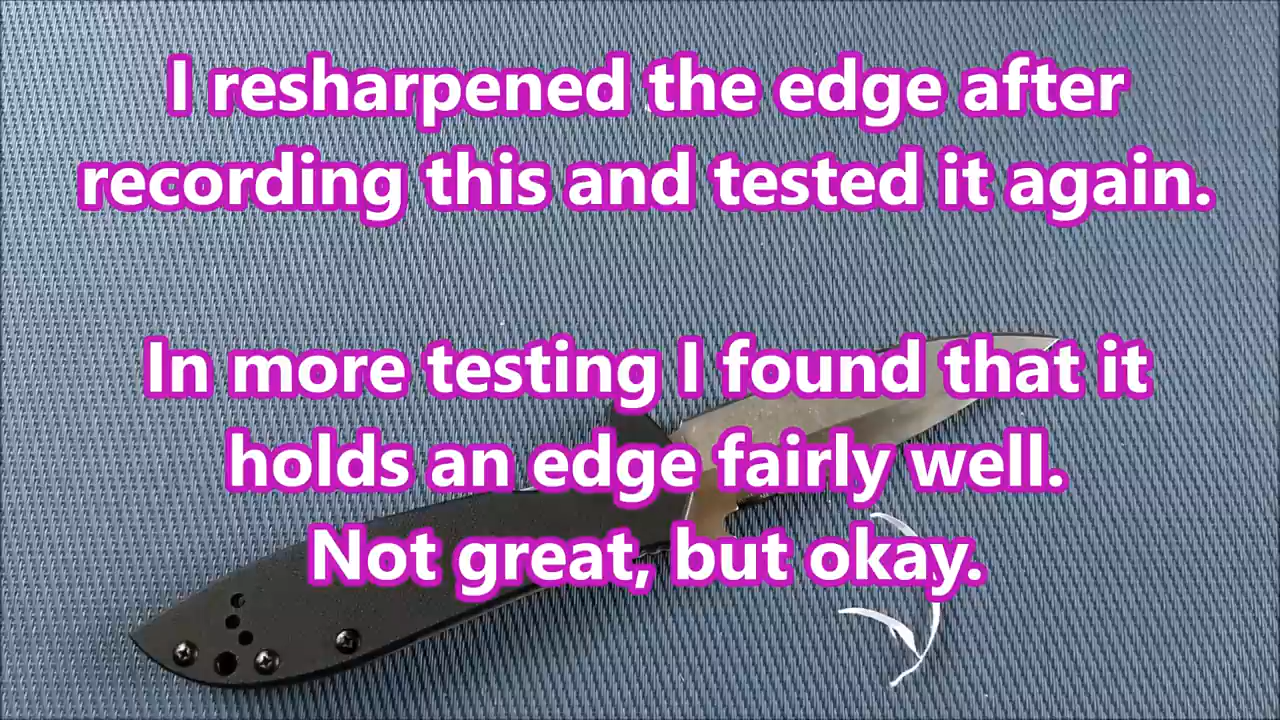 I resharpened the edge after
recording this and tested it again.
In more testing I found that it
holds an edge fairly well.
Not great, but okay.